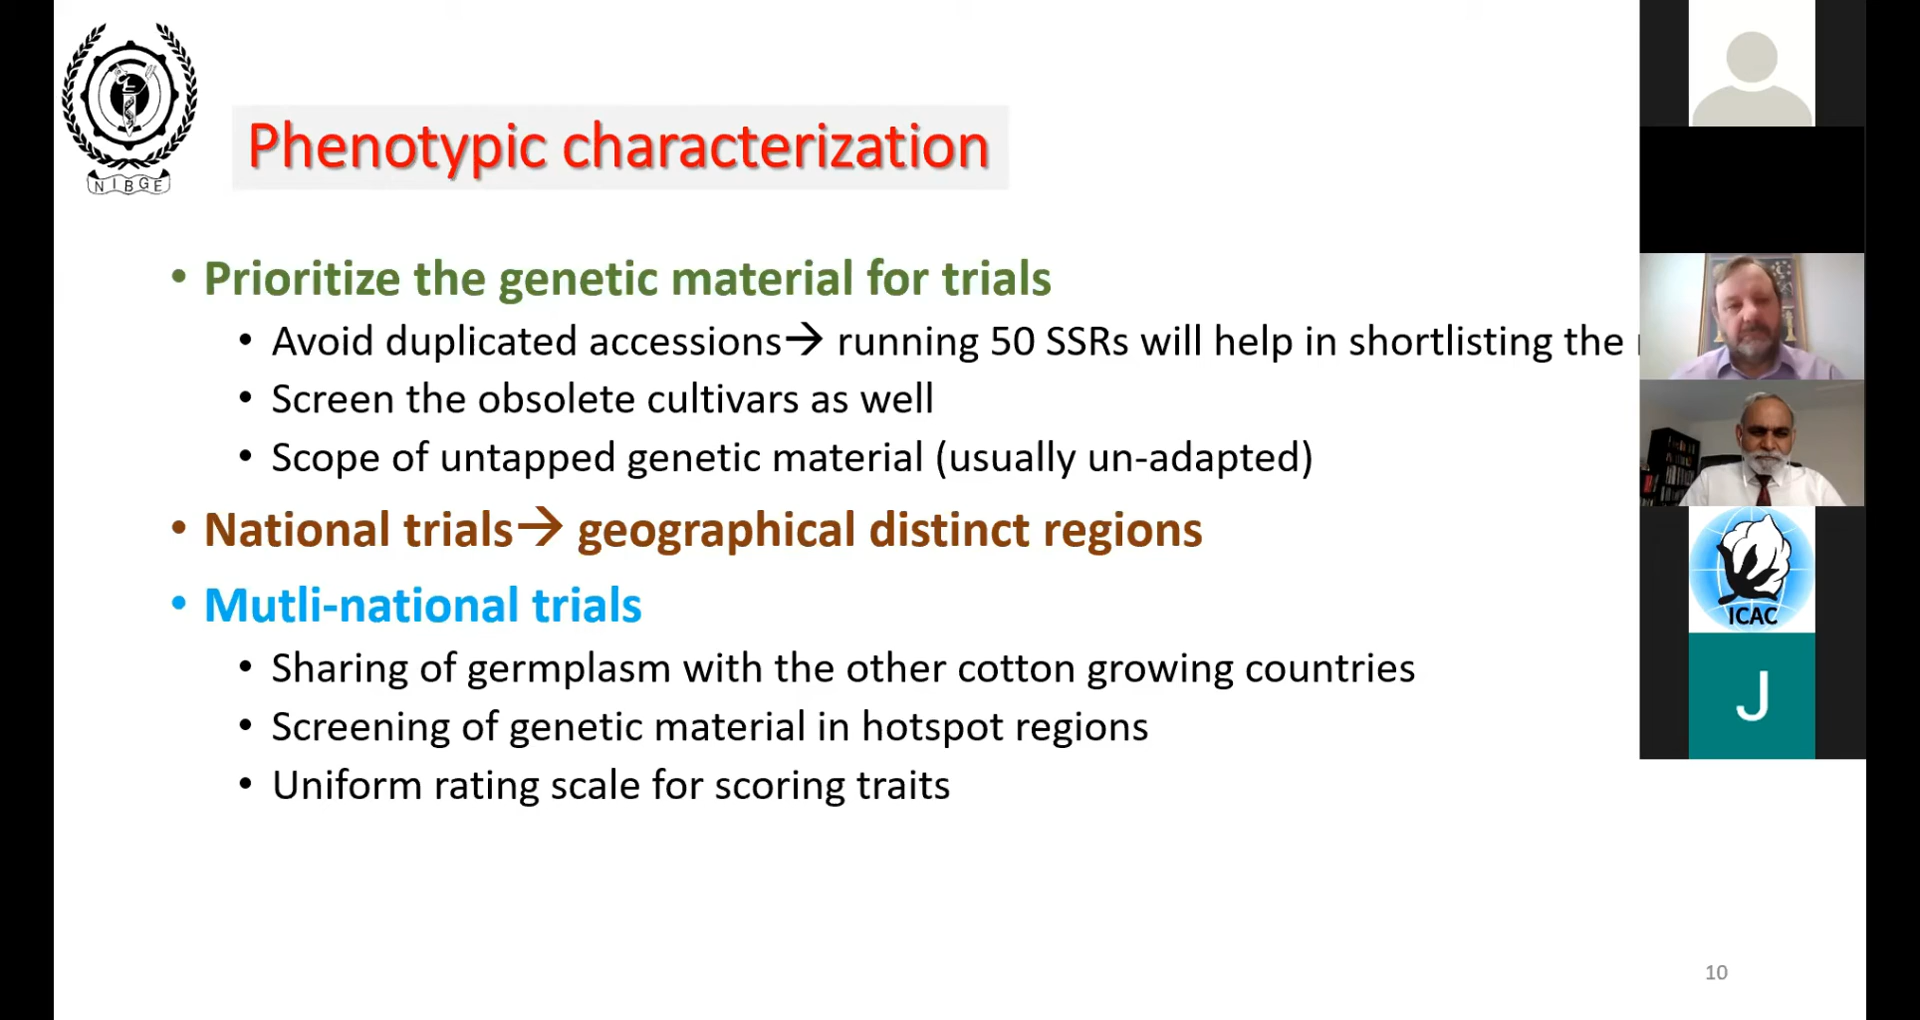 NIBGE
Phenotypic characterization
• Prioritize the genetic material for trials
• Avoid duplicated accessions→ running 50 SSRs will help in shortlisting the
• Screen the obsolete cultivars as well
• Scope of untapped genetic material (usually un-adapted)
• National trials→ geographical distinct regions
• Mutli-national trials
• Sharing of germplasm with the other cotton growing countries
• Screening of genetic material in hotspot regions
• Uniform rating scale for scoring traits
ICAC
J
10